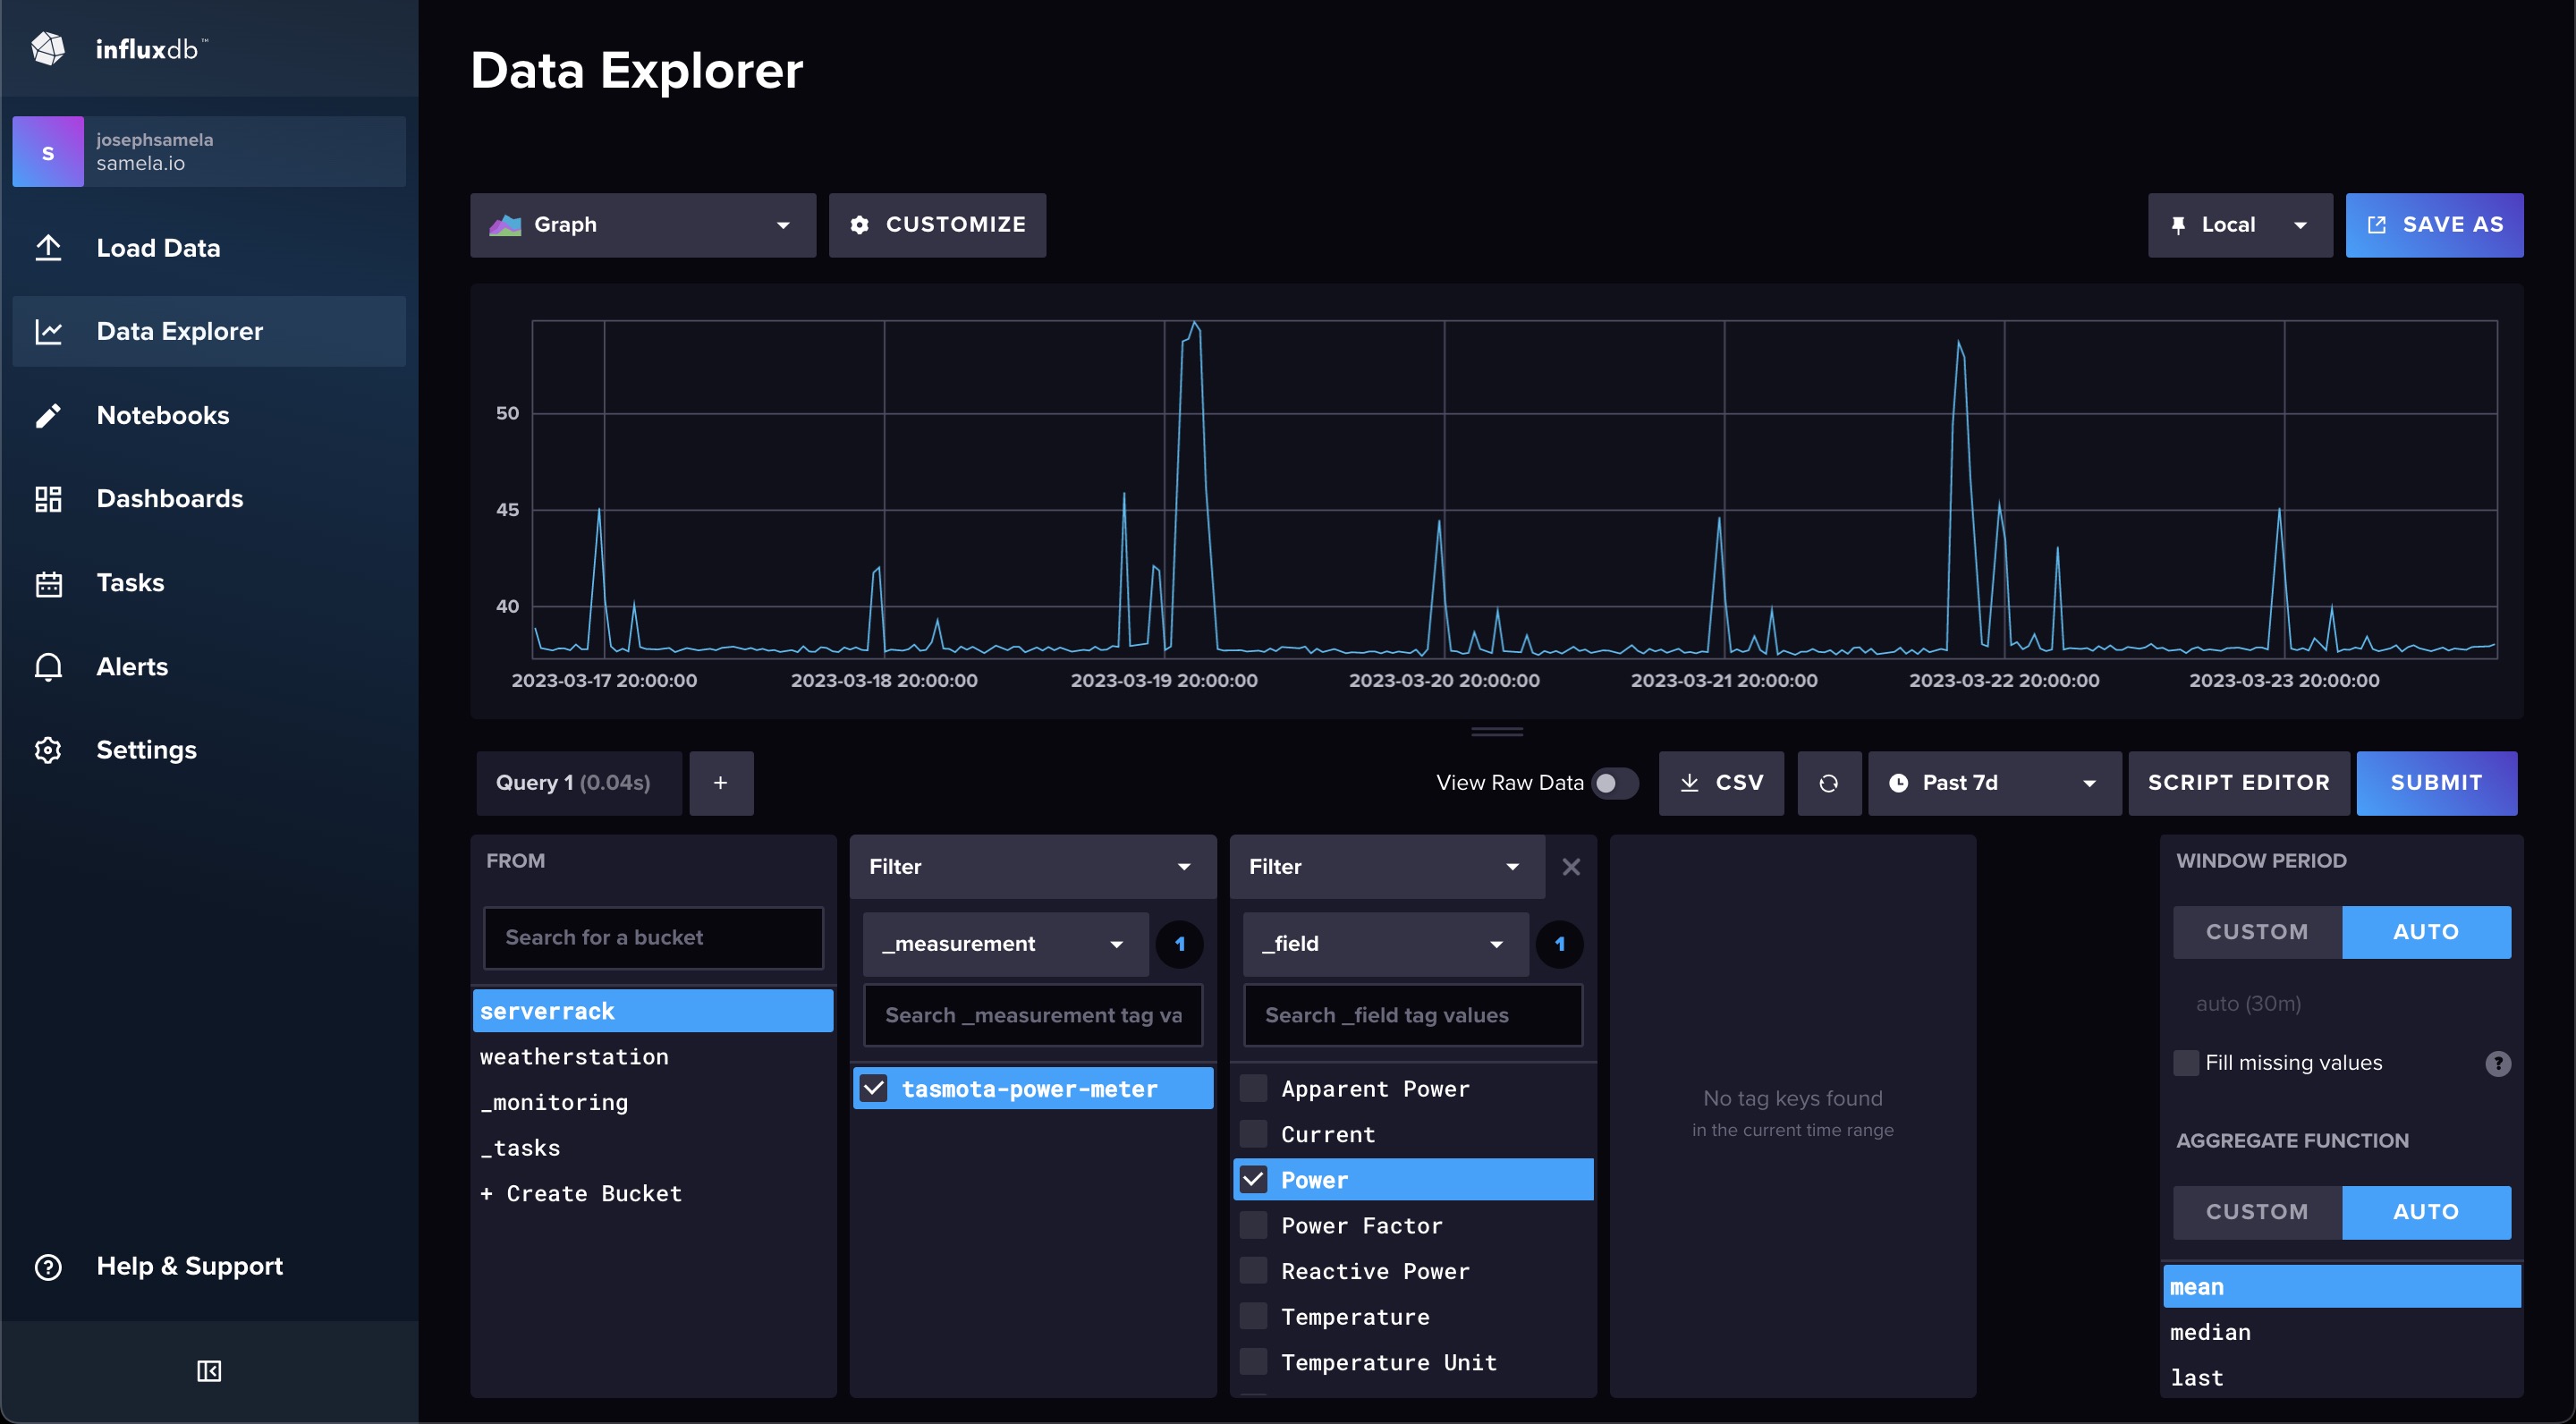 influxdb™
S
josephsamela
samela.io
Load Data
Data Explorer
Notebooks
Dashboards
Tasks
Alerts
Settings
Help & Support
Data Explorer
Graph
CUSTOMIZE
Local
SAVE AS
50
45
40
2023-03-17 20:00:00
2023-03-18 20:00:00
2023-03-19 20:00:00
2023-03-20 20:00:00
2023-03-21 20:00:00
2023-03-22 20:00:00
2023-03-23 20:00:00
Query 1 (0.04s)
+
View Raw Data
CSV
Past 7d
SCRIPT EDITOR
SUBMIT
FROM
Search for a bucket
serverrack
weatherstation
_monitoring
_tasks
+ Create Bucket
Filter
_measurement
1
Search _measurement tag va
tasmota-power-meter
Filter
_field
1
Search _field tag values
Apparent Power
Current
Power
Power Factor
Reactive Power
Temperature
Temperature Unit
No tag keys found
in the current time range
WINDOW PERIOD
CUSTOM
AUTO
auto (30m)
Fill missing values
?
AGGREGATE FUNCTION
CUSTOM
AUTO
mean
median
last